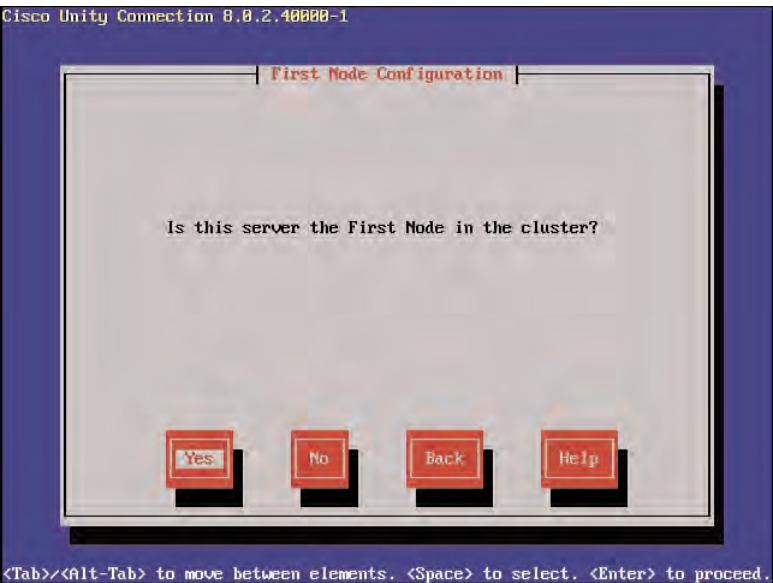 Cisco Unity Connection 8.0.2.40000-1
First Node Configuration
Is this server the First Node in the cluster?
Yes No Back Help
<Tab>/<Alt-Tab> to move between elements. <Space> to select. <Enter> to proceed.